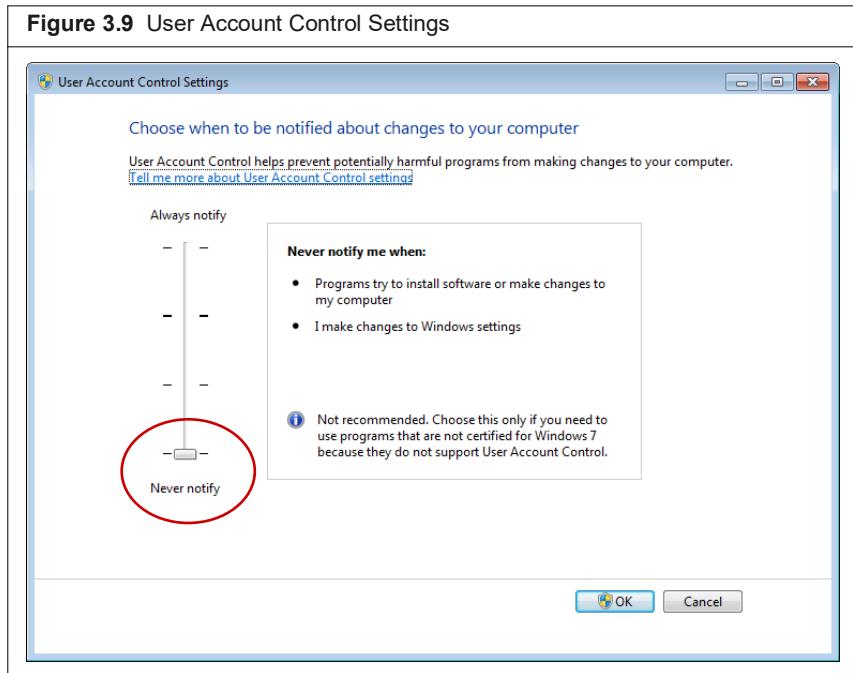 Figure 3.9 User Account Control Settings
User Account Control Settings
Choose when to be notified about changes to your computer
User Account Control helps prevent potentially harmful programs from making changes to your computer.
Tell me more about User Account Control settings
Always notify
Never notify me when:
• Programs try to install software or make changes to
my computer
• I make changes to Windows settings
Not recommended. Choose this only if you need to
use programs that are not certified for Windows 7
because they do not support User Account Control.
Never notify
OK Cancel